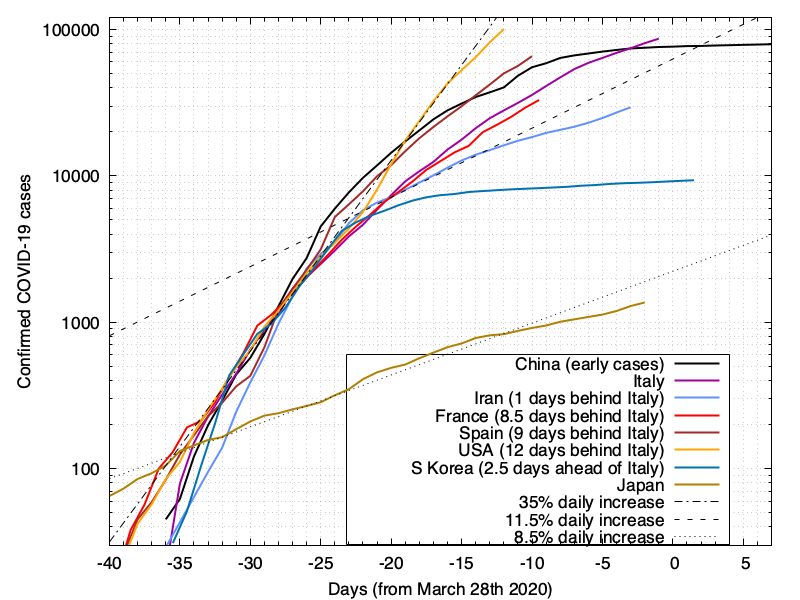 100000
10000
1000
100
Confirmed COVID-19 cases
China (early cases)
Italy
Iran (1 days behind Italy)
France (8.5 days behind Italy)
Spain (9 days behind Italy)
USA (12 days behind Italy)
S Korea (2.5 days ahead of Italy)
Japan
35% daily increase
11.5% daily increase
8.5% daily increase
-40 -35 -30 -25 -20 -15 -10 -5 0 5
Days (from March 28th 2020)